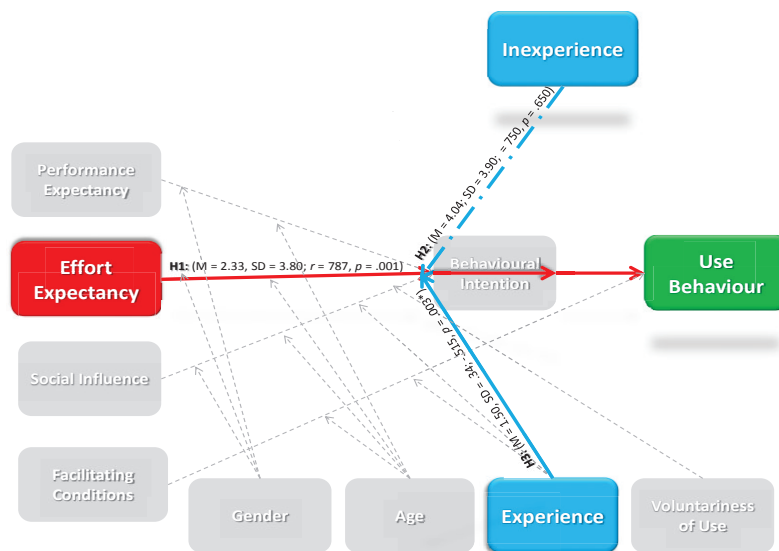 Inexperience
Performance
Expectancy
H2: (M = 4.04; SD = 3.90; = 750, p = .650)
Effort
Expectancy
H1: (M = 2.33, SD = 3.80; r = 787, p = .001)
Behavioural
Intention
Use
Behaviour
Social Influence
H3: (M = 1.50, SD = .34; - .515, p = .003*)
Facilitating
Conditions
Gender
Age
Experience
Voluntariness
of Use